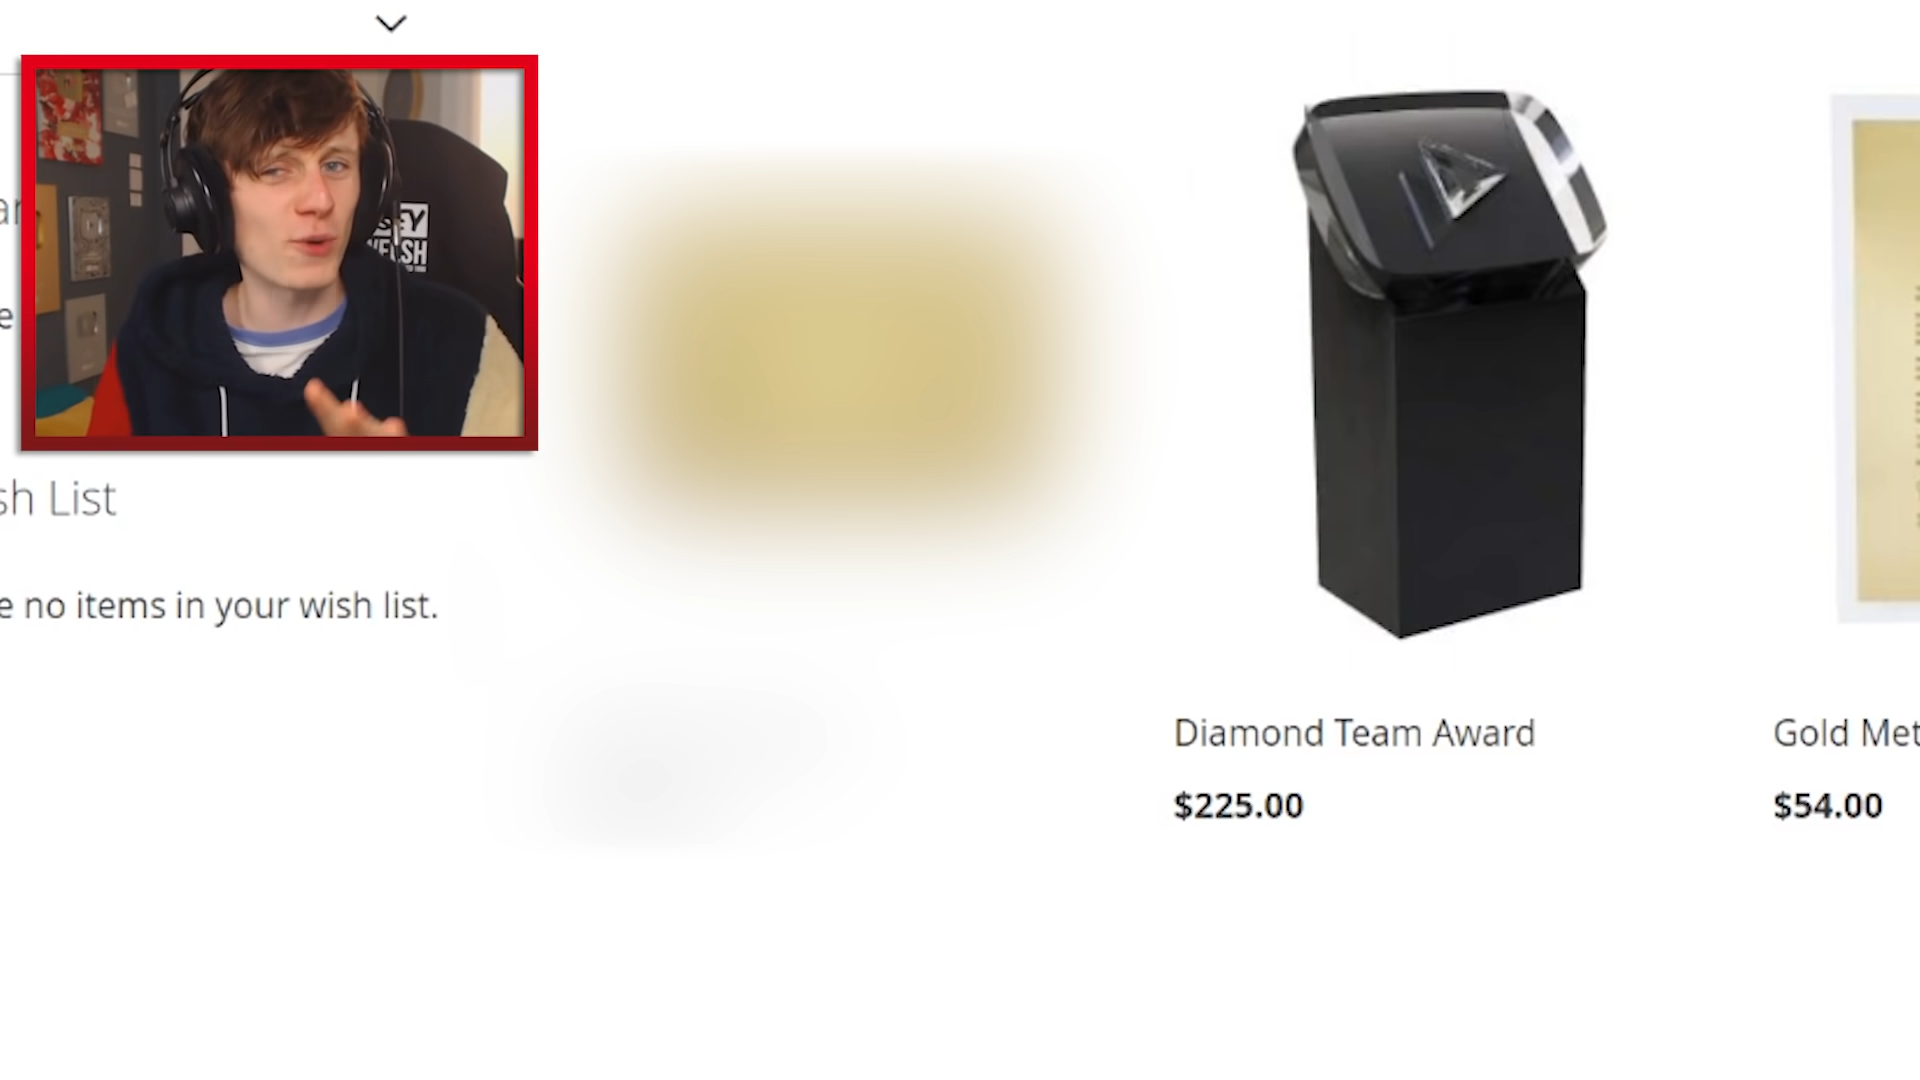 sh List
e no items in your wish list.
Diamond Team Award
$225.00
Gold Met
$54.00